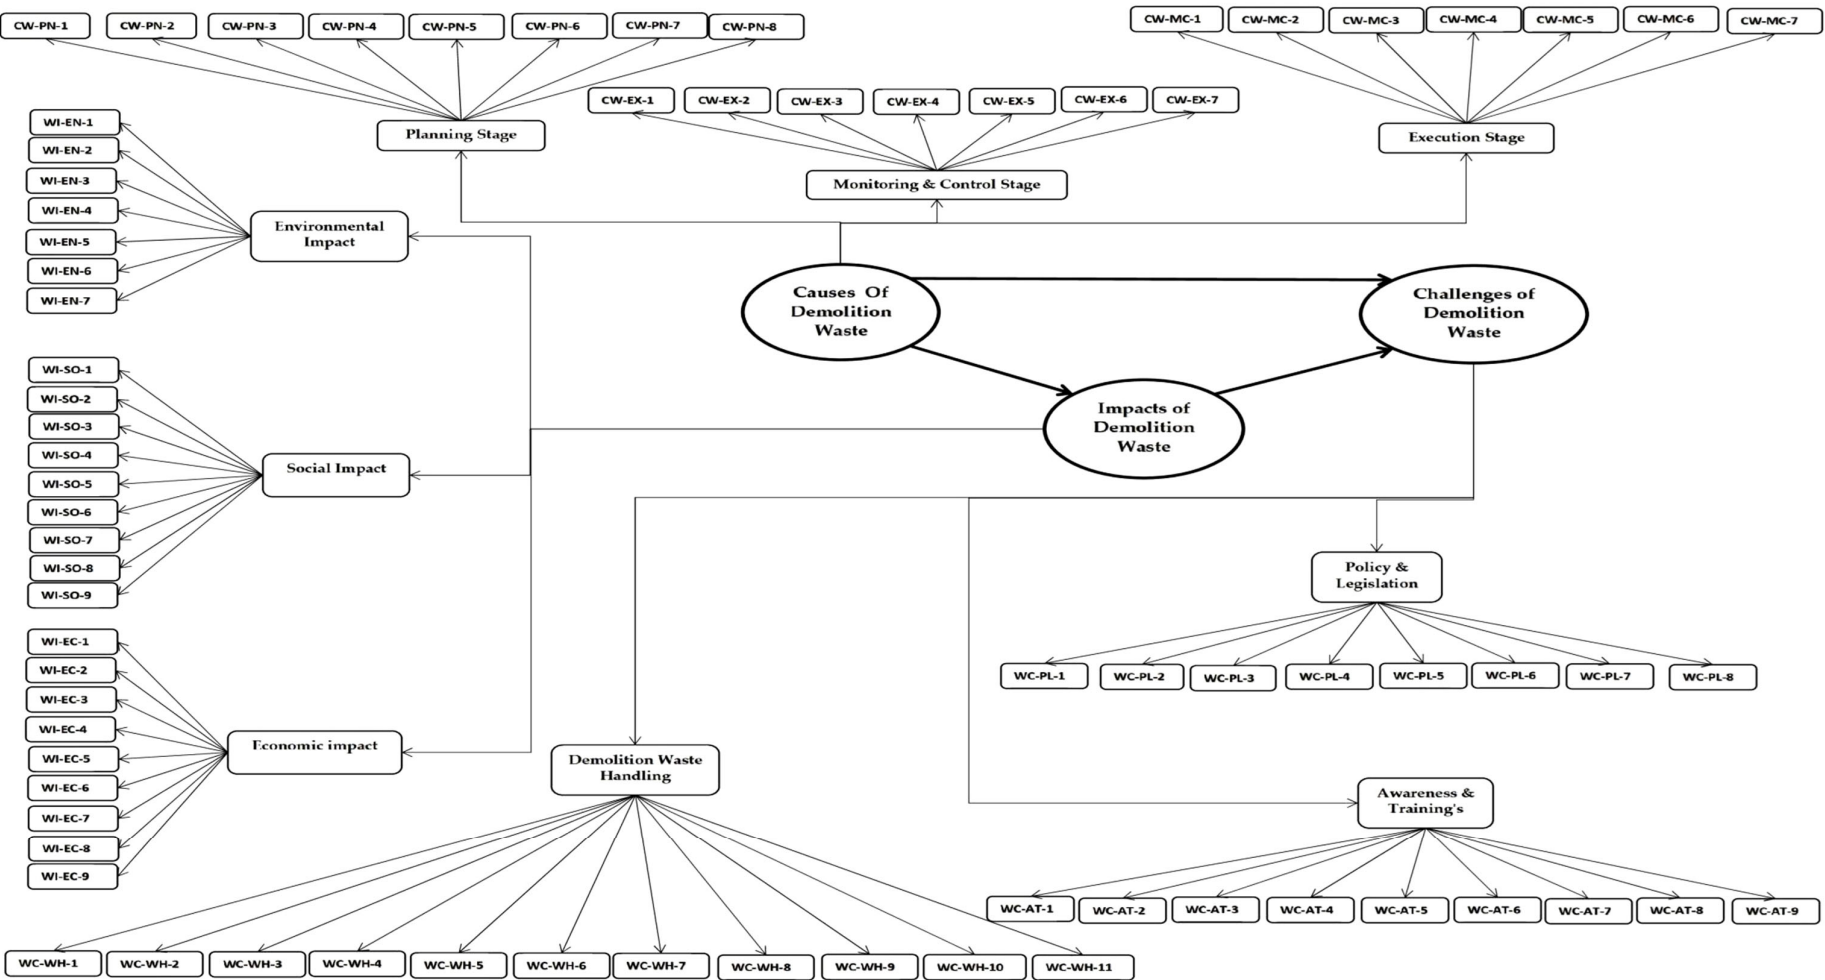 CW-PN-1
CW-PN-2
CW-PN-3
CW-PN-4
CW-PN-5
CW-PN-6
CW-PN-7
CW-PN-8
CW-MC-1
CW-MC-2
CW-MC-3
CW-MC-4
CW-MC-5
CW-MC-6
CW-MC-7
CW-EX-1
CW-EX-2
CW-EX-3
CW-EX-4
CW-EX-5
CW-EX-6
CW-EX-7
Planning Stage
Execution Stage
Monitoring & Control Stage
WI-EN-1
WI-EN-2
WI-EN-3
WI-EN-4
WI-EN-5
WI-EN-6
WI-EN-7
Environmental
Impact
Causes Of
Demolition
Waste
Challenges of
Demolition
Waste
Impacts of
Demolition
Waste
WI-SO-1
WI-SO-2
WI-SO-3
WI-SO-4
WI-SO-5
WI-SO-6
WI-SO-7
WI-SO-8
WI-SO-9
Social Impact
Policy &
Legislation
WC-PL-1
WC-PL-2
WC-PL-3
WC-PL-4
WC-PL-5
WC-PL-6
WC-PL-7
WC-PL-8
WI-EC-1
WI-EC-2
WI-EC-3
WI-EC-4
WI-EC-5
WI-EC-6
WI-EC-7
WI-EC-8
WI-EC-9
Economic impact
Demolition Waste
Handling
Awareness &
Training's
WC-AT-1
WC-AT-2
WC-AT-3
WC-AT-4
WC-AT-5
WC-AT-6
WC-AT-7
WC-AT-8
WC-AT-9
WC-WH-1
WC-WH-2
WC-WH-3
WC-WH-4
WC-WH-5
WC-WH-6
WC-WH-7
WC-WH-8
WC-WH-9
WC-WH-10
WC-WH-11